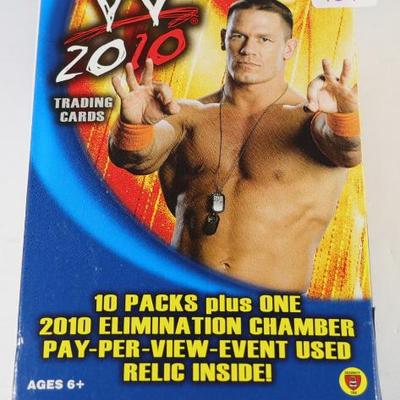 W
2010
TRADING
CARDS
10 PACKS plus ONE
2010 ELIMINATION CHAMBER
PAY-PER-VIEW-EVENT USED
RELIC INSIDE!
AGES 6+